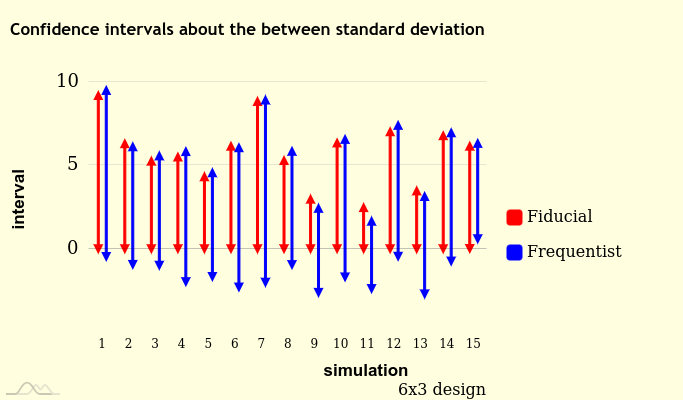 Confidence intervals about the between standard deviation
10
5
0
interval
Fiducial
Frequentist
1 2 3 4 5 6 7 8 9 10 11 12 13 14 15
simulation
6x3 design